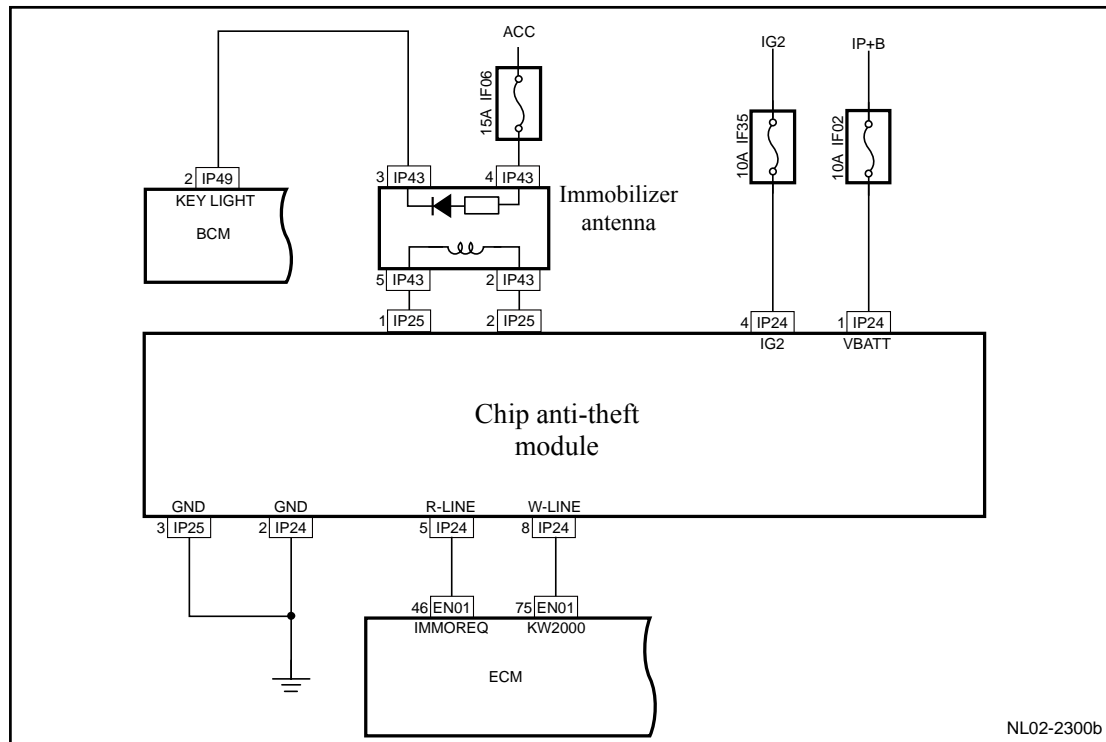 ACC
IG2
IP+B
15A IF06
10A IF35
10A IF02
2 IP49
3 IP43
4 IP43
KEY LIGHT
BCM
Immobilizer
antenna
5 IP43
2 IP43
1 IP25
2 IP25
4 IP24
1 IP24
IG2
VBATT
Chip anti-theft
module
GND
GND
R-LINE
W-LINE
3 IP25
2 IP24
5 IP24
8 IP24
46 EN01
75 EN01
IMMOREQ
KW2000
ECM
NL02-2300b